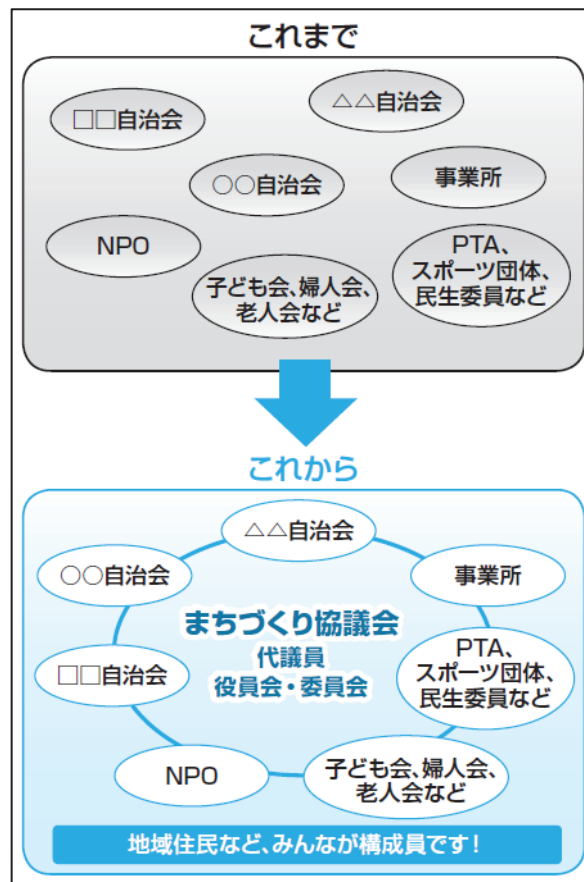 これまで
□□自治会
△△自治会
○○自治会
事業所
NPO
PTA、
スポーツ団体、
民生委員など
子ども会、婦人会、
老人会など
これから
△△自治会
○○自治会
事業所
まちづくり協議会
代議員
役員会・委員会
□□自治会
PTA、
スポーツ団体、
民生委員など
NPO
子ども会、婦人会、
老人会など
地域住民など、みんなが構成員です！